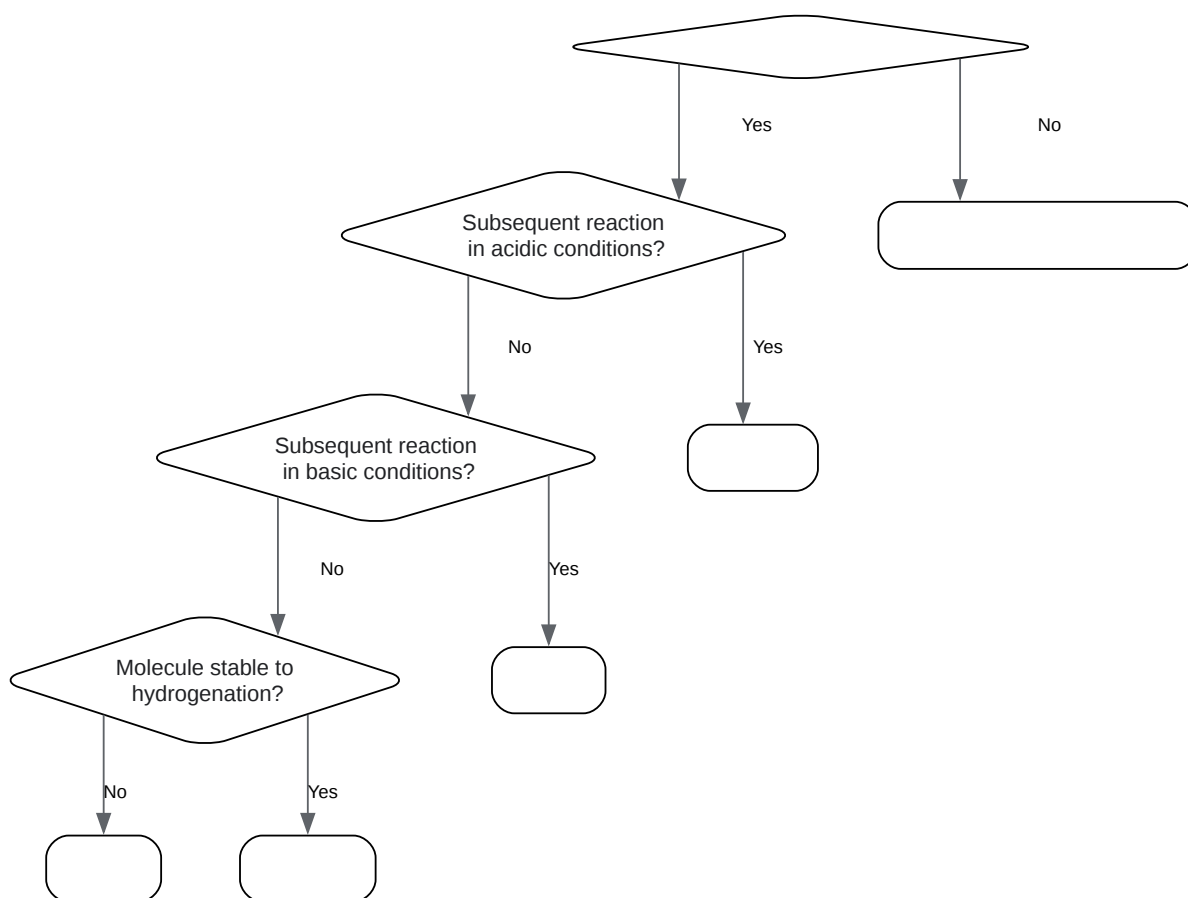 Yes
No
Subsequent reaction
in acidic conditions?
No
Yes
Subsequent reaction
in basic conditions?
No
Yes
Molecule stable to
hydrogenation?
No
Yes